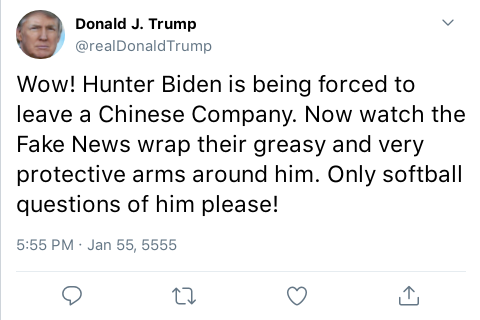 Donald J. Trump
@realDonaldTrump
Wow! Hunter Biden is being forced to
leave a Chinese Company. Now watch the
Fake News wrap their greasy and very
protective arms around him. Only softball
questions of him please!
5:55 PM · Jan 55, 5555